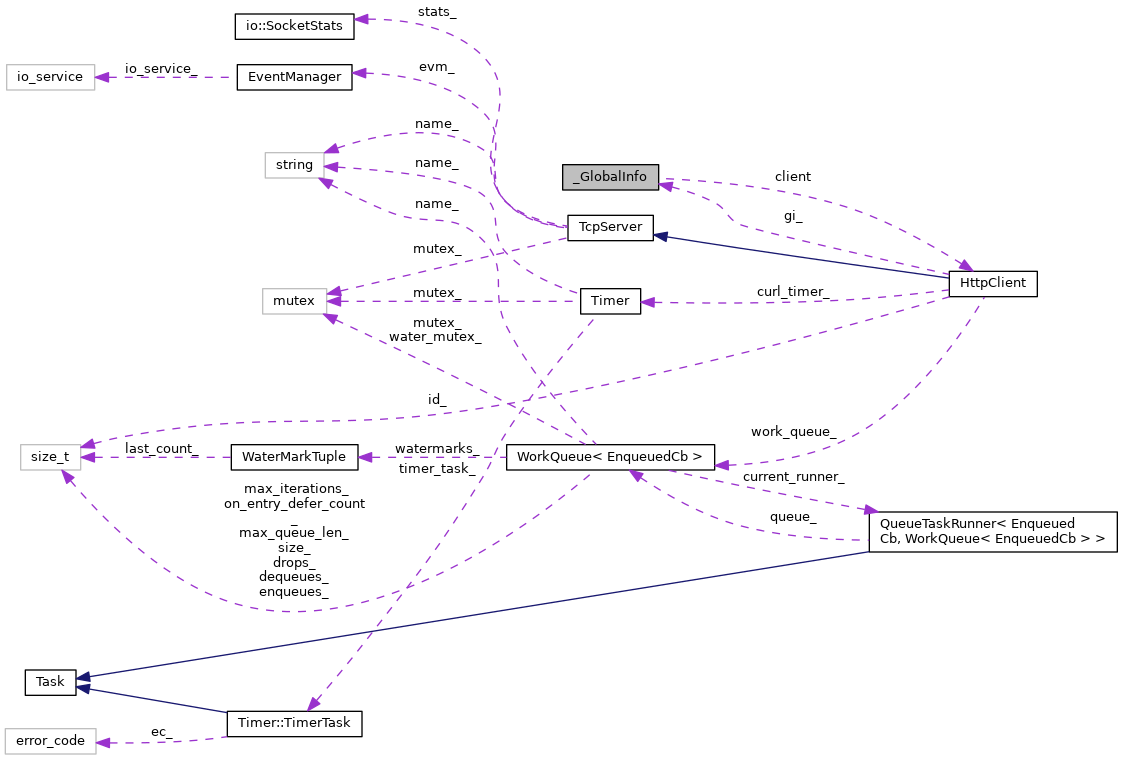 stats_
io::SocketStats
evm_
io_service
io_service_
EventManager
name_
string
name_
name_
_GlobalInfo
client
gi_
TcpServer
mutex_
HttpClient
mutex
mutex_
Timer
curl_timer_
mutex_
water_mutex_
id_
work_queue_
size_t
last_count_
WaterMarkTuple
watermarks_
timer_task_
WorkQueue< EnqueuedCb >
current_runner_
max_iterations_
on_entry_defer_count
_
max_queue_len_
size_
drops_
dequeues_
enqueues_
queue_
QueueTaskRunner< Enqueued
Cb, WorkQueue< EnqueuedCb > >
Task
Timer::TimerTask
error_code
ec_